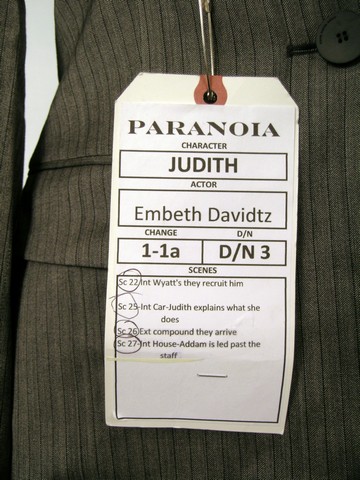 PARANOIA
CHARACTER
JUDITH
ACTOR
Embeth Davidtz
CHANGE D/N
1-1a D/N 3
SCENES
Sc 22-Int Wyatt's they recruit him
Sc 25-Int Car-Judith explains what she
does
Sc 26-Ext compound they arrive
Sc 27-Int House-Addam is led past the
staff